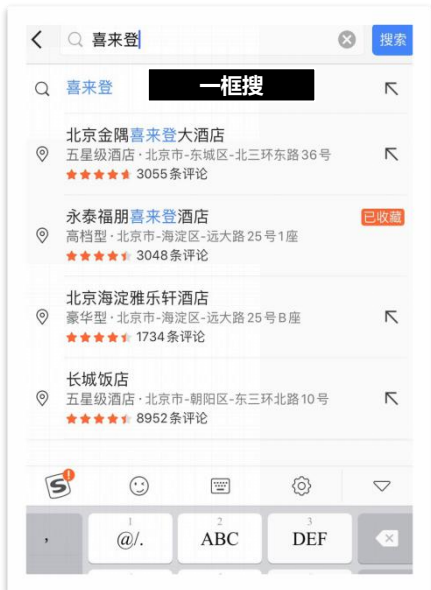 喜来登
搜索
喜来登
一框搜
北京金隅喜来登大酒店
五星级酒店·北京市-东城区-北三环东路36号
3055条评论
永泰福朋喜来登酒店
已收藏
高档型·北京市-海淀区-远大路25号1座
3048条评论
北京海淀雅乐轩酒店
豪华型·北京市-海淀区-远大路25号B座
1734条评论
长城饭店
五星级酒店·北京市-朝阳区-东三环北路10号
8952条评论
S
!
1 2 3
, @/. ABC DEF